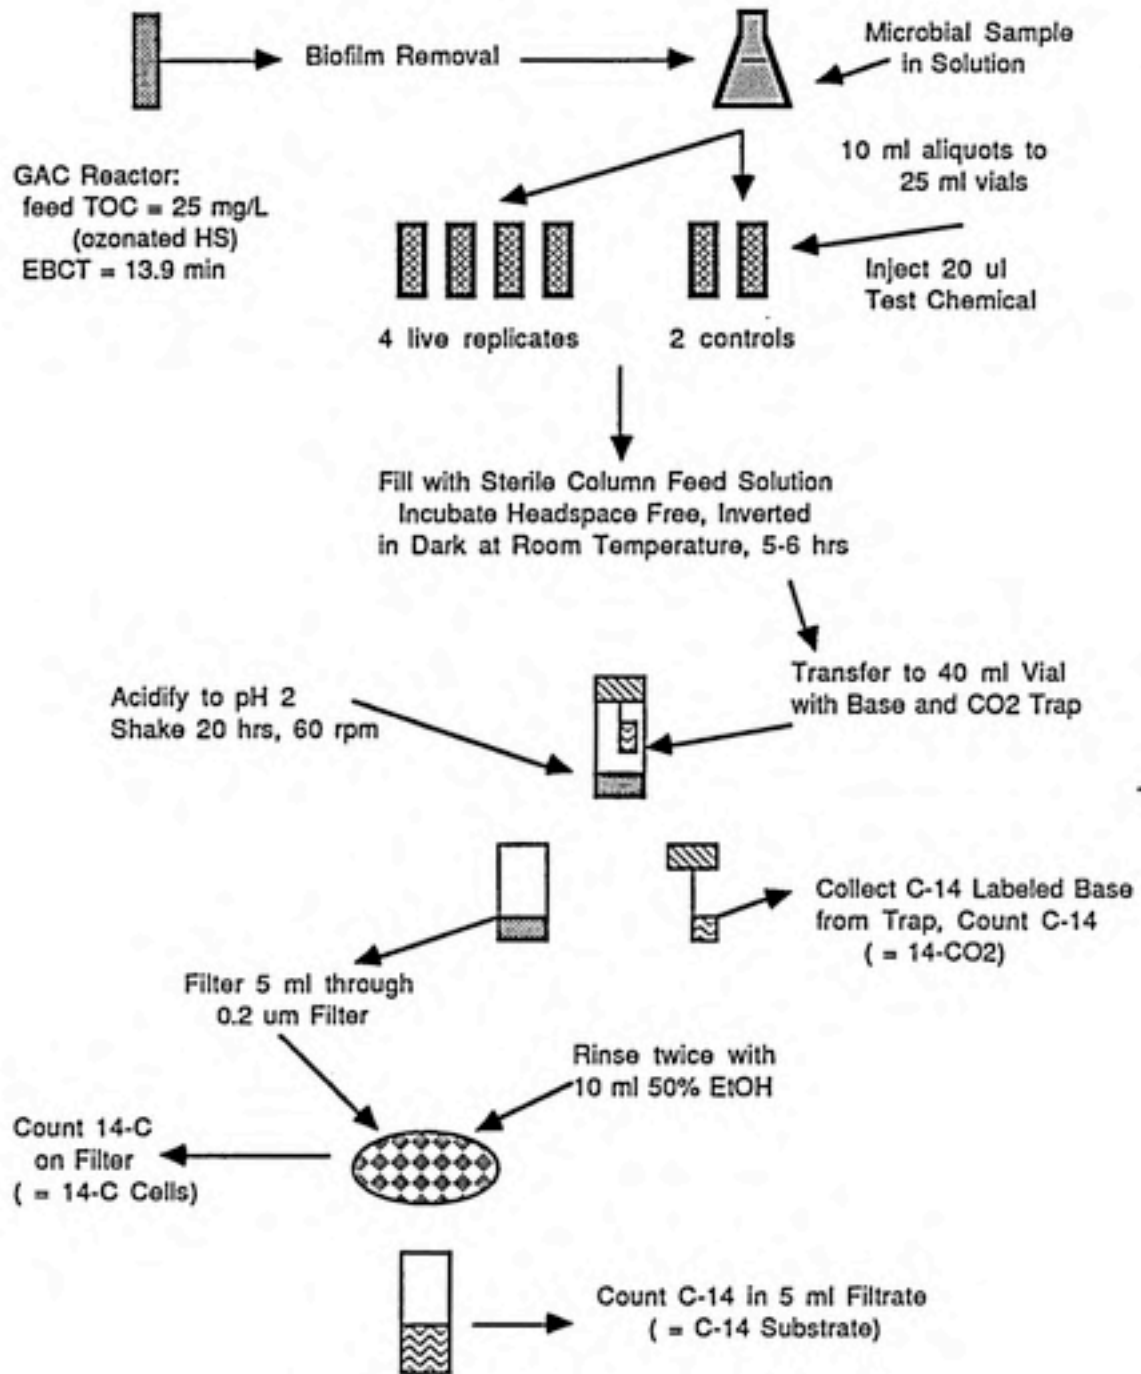 Biofilm Removal
Microbial Sample
in Solution
GAC Reactor:
feed TOC = 25 mg/L
(ozonated HS)
EBCT = 13.9 min
10 ml aliquots to
25 ml vials
Inject 20 ul
Test Chemical
4 live replicates
2 controls
Fill with Sterile Column Feed Solution
Incubate Headspace Free, Inverted
in Dark at Room Temperature, 5-6 hrs
Acidify to pH 2
Shake 20 hrs, 60 rpm
Transfer to 40 ml Vial
with Base and CO2 Trap
Collect C-14 Labeled Base
from Trap, Count C-14
( = 14-CO2)
Filter 5 ml through
0.2 um Filter
Rinse twice with
10 ml 50% EtOH
Count 14-C
on Filter
( = 14-C Cells)
Count C-14 in 5 ml Filtrate
( = C-14 Substrate)